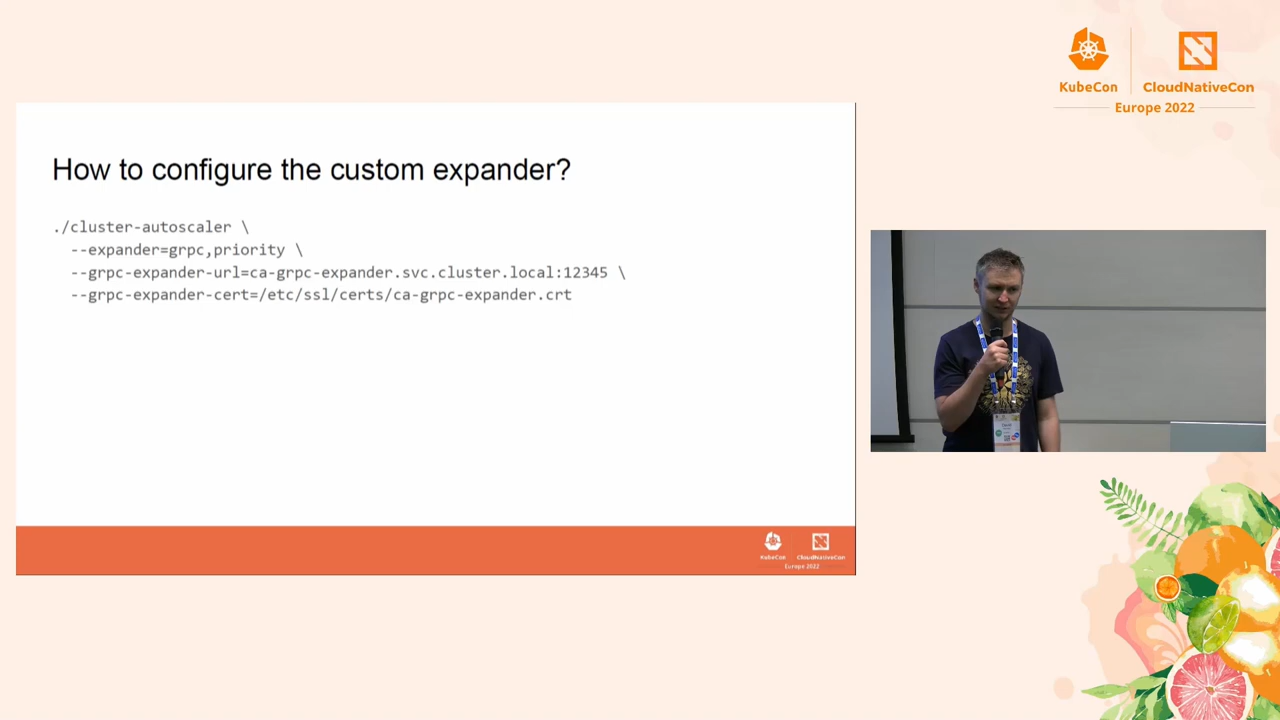 KubeCon
CloudNativeCon
Europe 2022
How to configure the custom expander?
./cluster-autoscaler \
--expander=grpc,priority \
--grpc-expander-url=ca-grpc-expander.svc.cluster.local:12345 \
--grpc-expander-cert=/etc/ssl/certs/ca-grpc-expander.crt
KubeCon
CloudNativeCon
Europe 2022